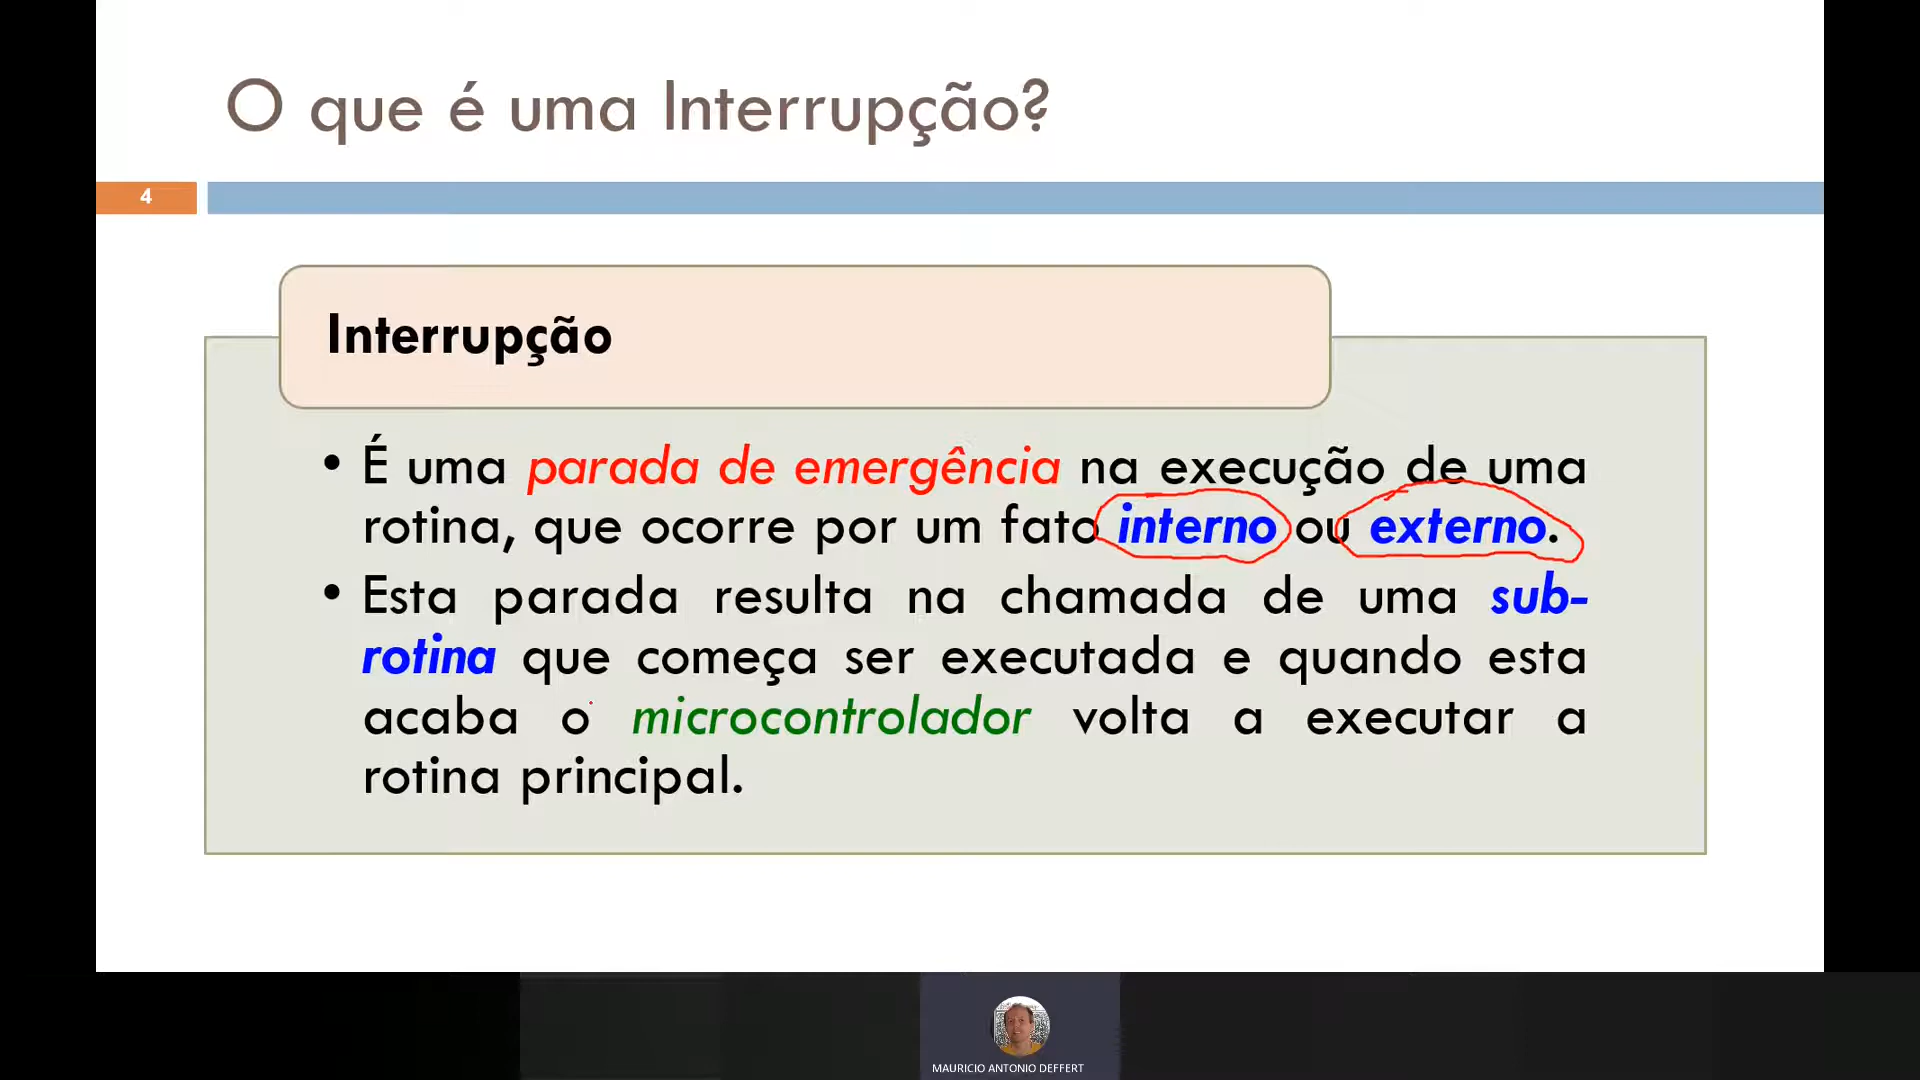 O que é uma Interrupção?
4
Interrupção
• É uma parada de emergência na execução de uma
rotina, que ocorre por um fato interno ou externo.
• Esta parada resulta na chamada de uma sub-
rotina que começa ser executada e quando esta
acaba o microcontrolador volta a executar a
rotina principal.
MAURICIO ANTONIO DEFFERT